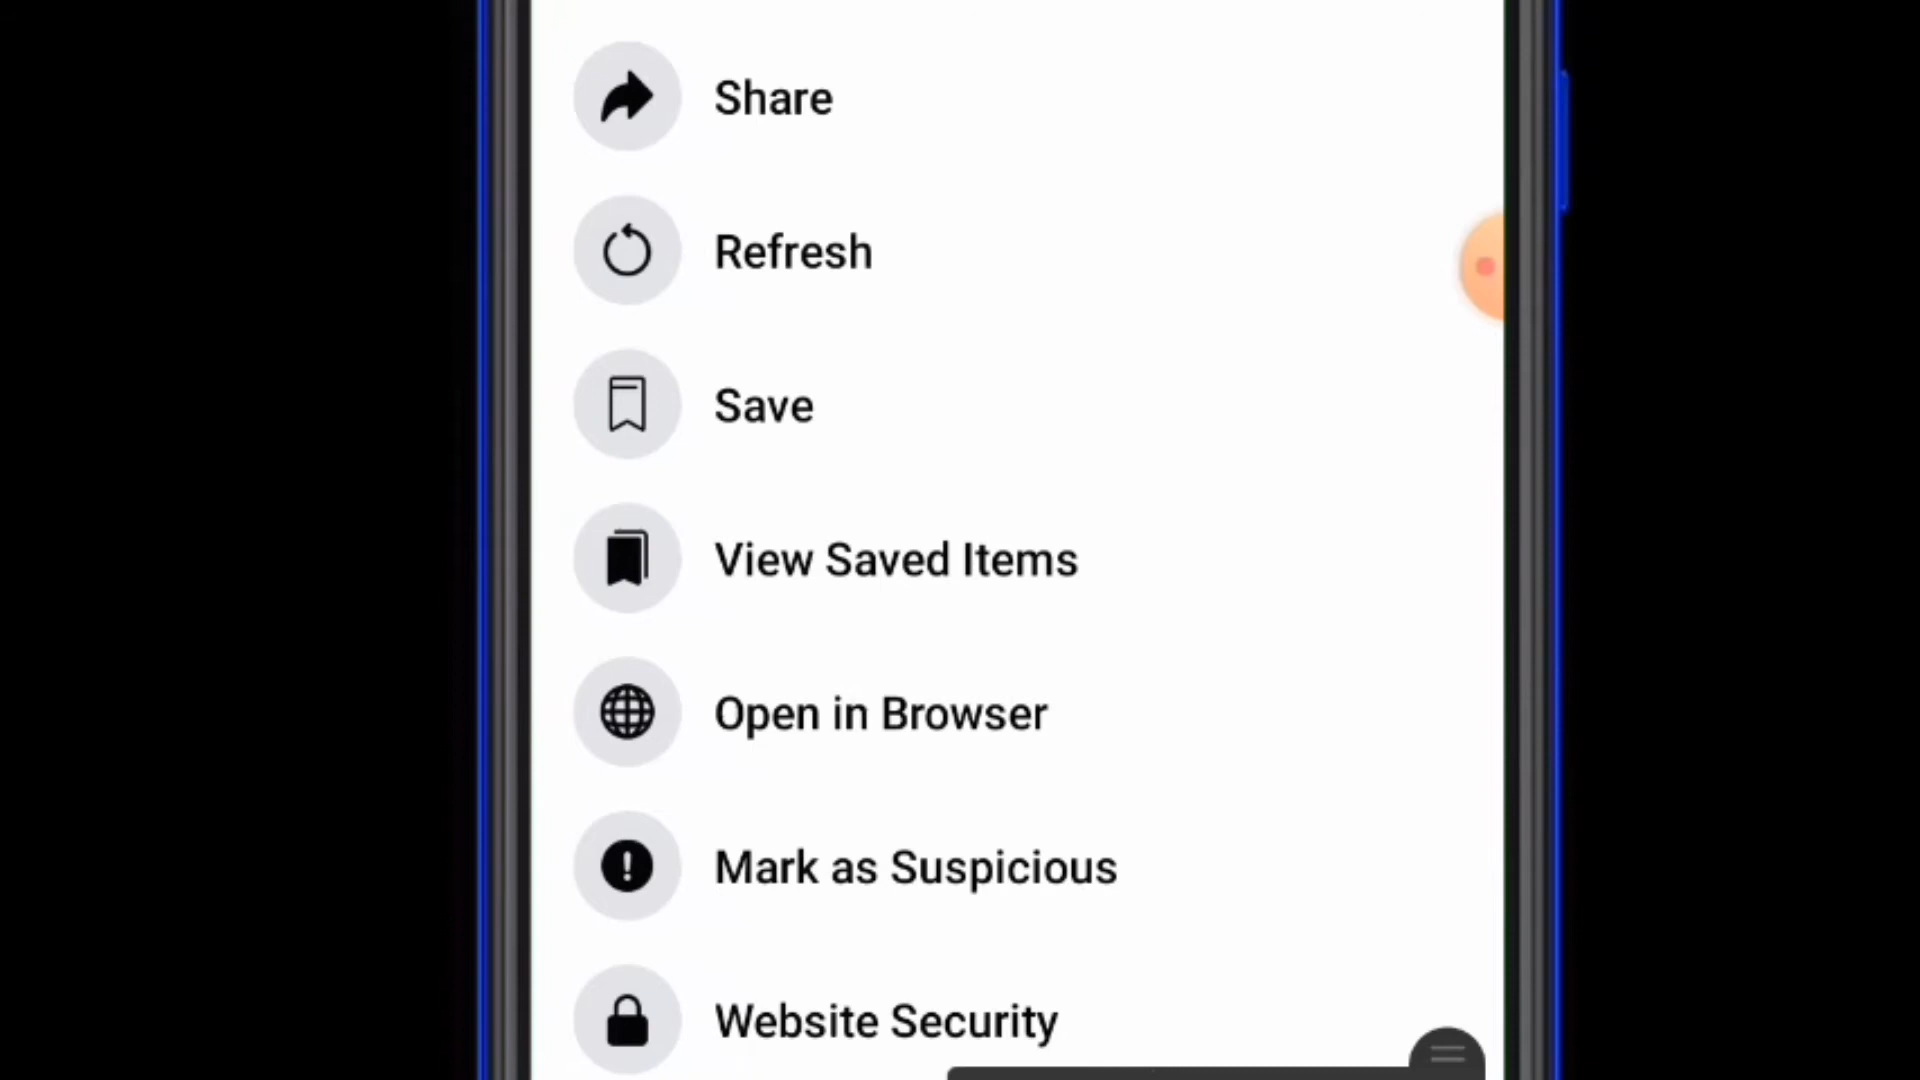 Share
Refresh
Save
View Saved Items
Open in Browser
Mark as Suspicious
Website Security